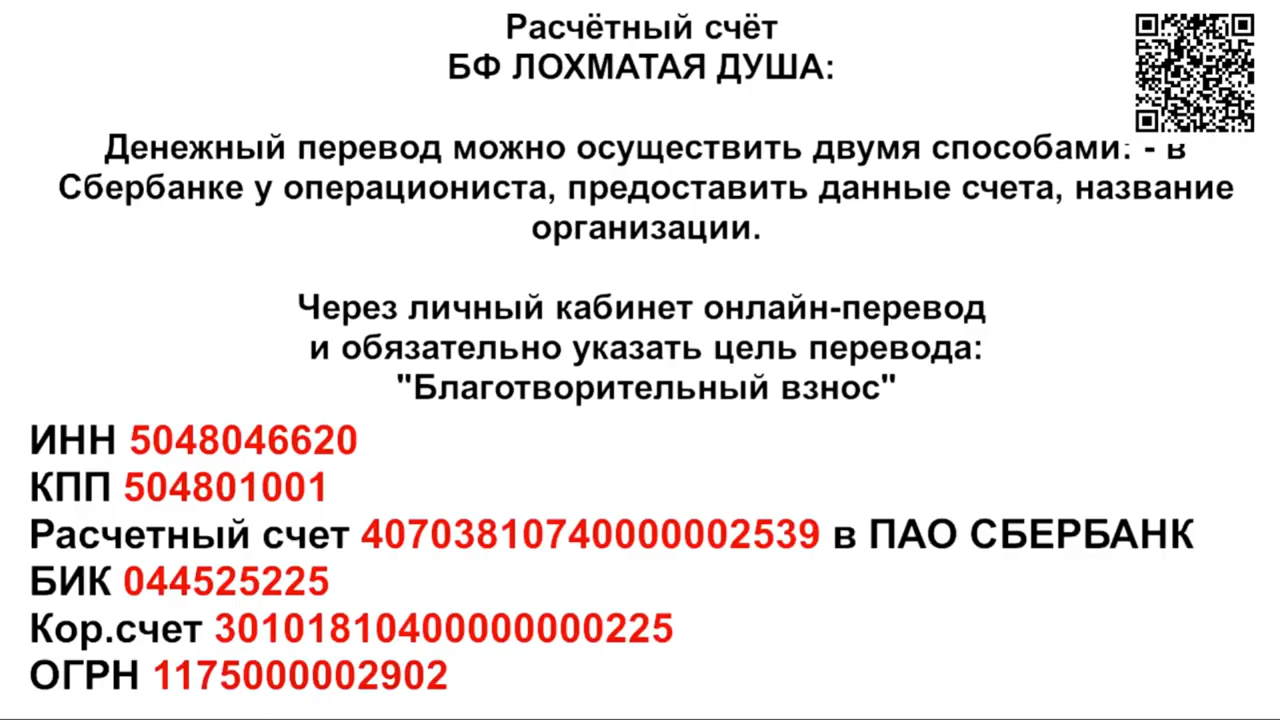 Расчётный счёт
БФ ЛОХМАТАЯ ДУША:
Денежный перевод можно осуществить двумя способами: - в
Сбербанке у операциониста, предоставить данные счета, название
организации.
Через личный кабинет онлайн-перевод
и обязательно указать цель перевода:
"Благотворительный взнос"
ИНН 5048046620
КПП 504801001
Расчетный счет 40703810740000002539 в ПАО СБЕРБАНК
БИК 044525225
Кор.счет 30101810400000000225
ОГРН 1175000002902